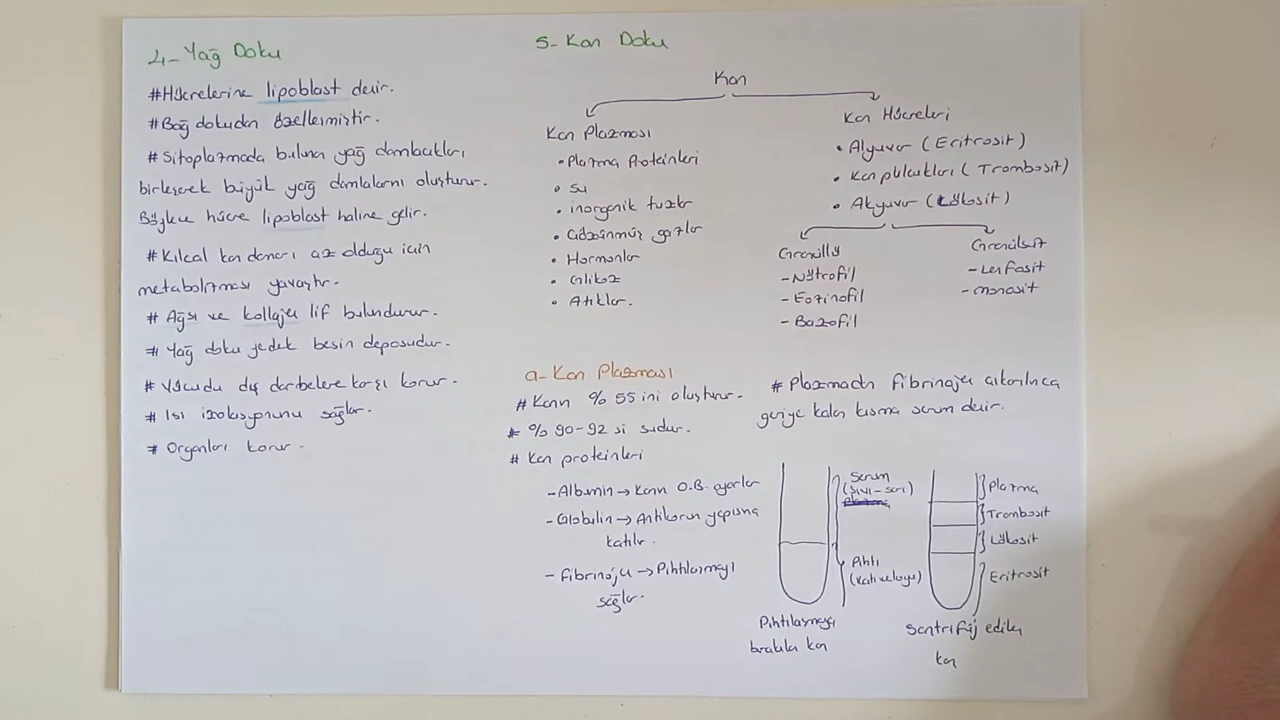 4- Yağ Doku
#Hücrelerine lipoblast denir.
#Bağ dokudan özelleşmiştir.
# Sitoplazmada bulunan yağ damlacıkları
birleşerek büyük yağ damlalarını oluşturur.
Böylece hücre lipoblast haline gelir.
# Kılcal kan damarı az olduğu için
metabolizması yavaştır.
# Ağsı ve kollajen lif bulundurur.
# Yağ doku yedek besin deposudur.
# Vücudu dış darbelere karşı korur.
# Isı izolasyonunu sağlar.
# Organları korur.
5- Kan Doku
Kan
Kan Plazması
• Plazma Proteinleri
• Su
• inorganik tuzlar
• Çözünmüş gazlar
• Hormonlar
• Glikoz
• Atıklar.
Kan Hücreleri
• Alyuvar (Eritrosit)
• Kan pulcukları (Trombosit)
• Akyuvar (Lökosit)
Granüllü
- Nötrofil
- Eozinofil
- Bazofil
Granülsüz
- Lenfosit
- monosit
a- Kan Plazması
# Kanın % 55 ini oluşturur.
# % 90-92 si sudur.
# Kan proteinleri
- Albümin → Kanın O.B. ayarlar
- Globulin → Antikorun yapısına
katılır.
- Fibrinojen → Pıhtılaşmayı
sağlar.
# Plazmadan fibrinojen çıkarılınca
geriye kalan kısma serum denir.
Serum
(sıvı-sarı)
Pıhtı
(katı kısım)
Pıhtılaşmaya
bırakılan kan
Plazma
Trombosit
Lökosit
Eritrosit
Santrifüj edilen
kan